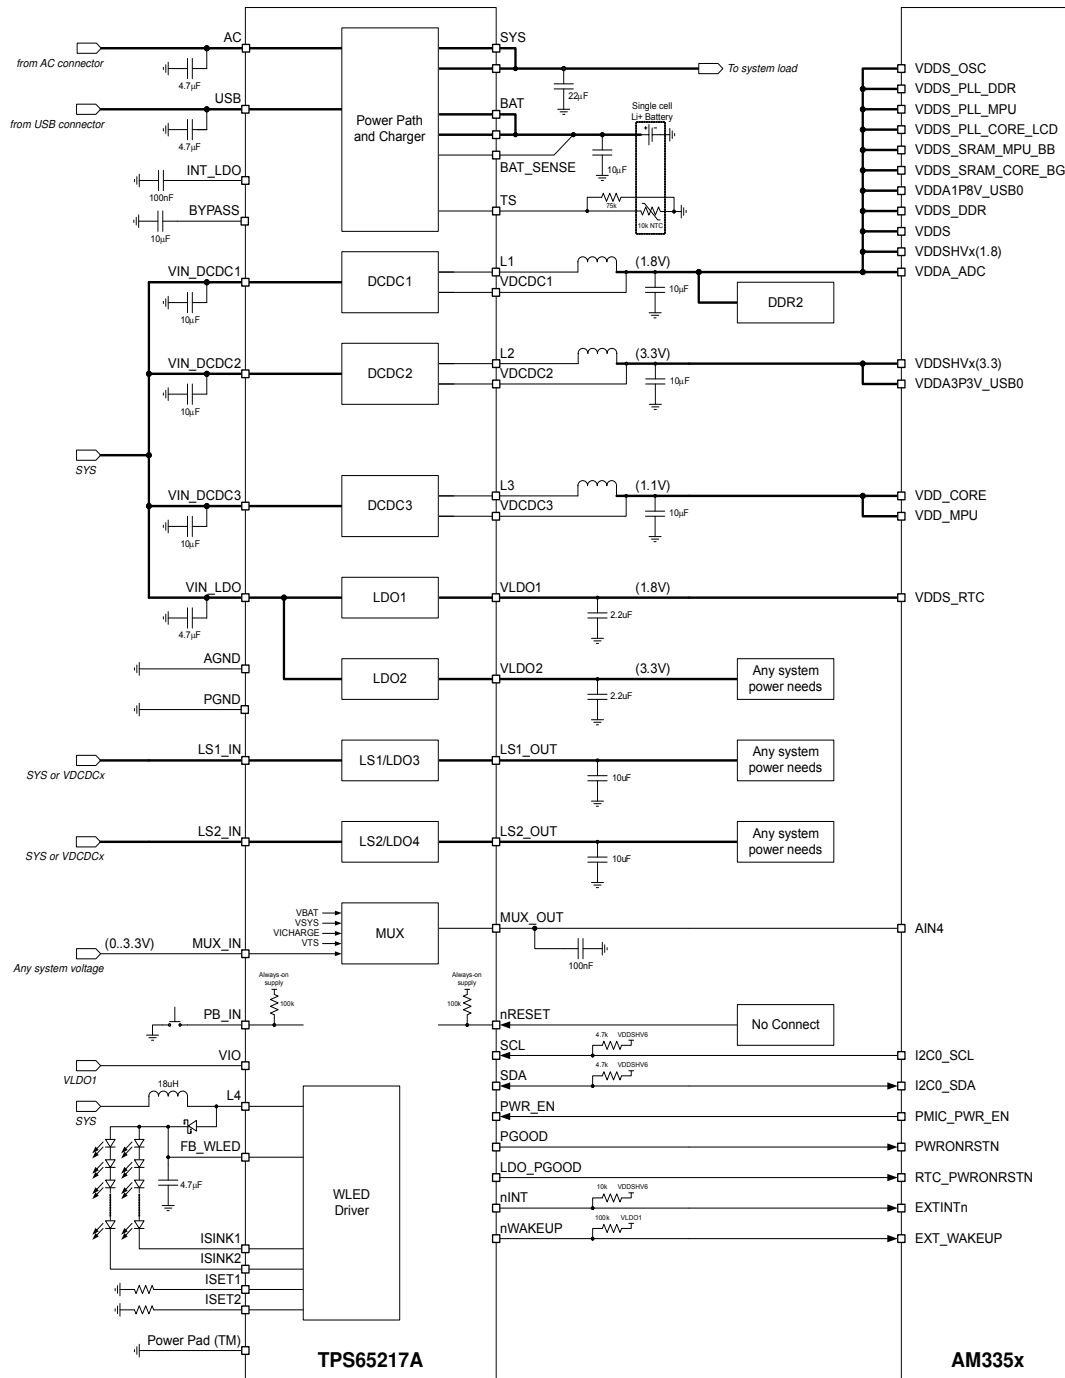 AC
SYS
from AC connector
4.7µF
22µF
To system load
USB
BAT
from USB connector
4.7µF
Power Path
and Charger
Single cell
Li+ Battery
BAT_SENSE
10µF
INT_LDO
100nF
TS
75k
10k NTC
BYPASS
10µF
VDDS_OSC
VDDS_PLL_DDR
VDDS_PLL_MPU
VDDS_PLL_CORE_LCD
VDDS_SRAM_MPU_BB
VDDS_SRAM_CORE_BG
VDDA1P8V_USB0
VDDS_DDR
VDDS
VDDSHVx(1.8)
VDDA_ADC
VIN_DCDC1
10µF
DCDC1
L1
VDCDC1
(1.8V)
10µF
DDR2
VIN_DCDC2
10µF
DCDC2
L2
VDCDC2
(3.3V)
10µF
VDDSHVx(3.3)
VDDA3P3V_USB0
SYS
VIN_DCDC3
10µF
DCDC3
L3
VDCDC3
(1.1V)
10µF
VDD_CORE
VDD_MPU
VIN_LDO
4.7µF
LDO1
VLDO1
(1.8V)
2.2uF
VDDS_RTC
AGND
LDO2
VLDO2
(3.3V)
2.2uF
Any system
power needs
PGND
LS1_IN
SYS or VDCDCx
LS1/LDO3
LS1_OUT
10uF
Any system
power needs
LS2_IN
SYS or VDCDCx
LS2/LDO4
LS2_OUT
10uF
Any system
power needs
VBAT
VSYS
VICHARGE
VTS
(0..3.3V)
MUX_IN
Any system voltage
MUX
MUX_OUT
100nF
AIN4
Always-on
supply
100k
Always-on
supply
100k
PB_IN
nRESET
No Connect
VIO
VLDO1
SCL
4.7k VDDSHV6
I2C0_SCL
SDA
4.7k VDDSHV6
I2C0_SDA
18uH
SYS
L4
PWR_EN
PMIC_PWR_EN
FB_WLED
4.7µF
PGOOD
PWRONRSTN
LDO_PGOOD
RTC_PWRONRSTN
WLED
Driver
nINT
10k VDDSHV6
EXTINTn
nWAKEUP
100k VLDO1
EXT_WAKEUP
ISINK1
ISINK2
ISET1
ISET2
Power Pad (TM)
TPS65217A
AM335x